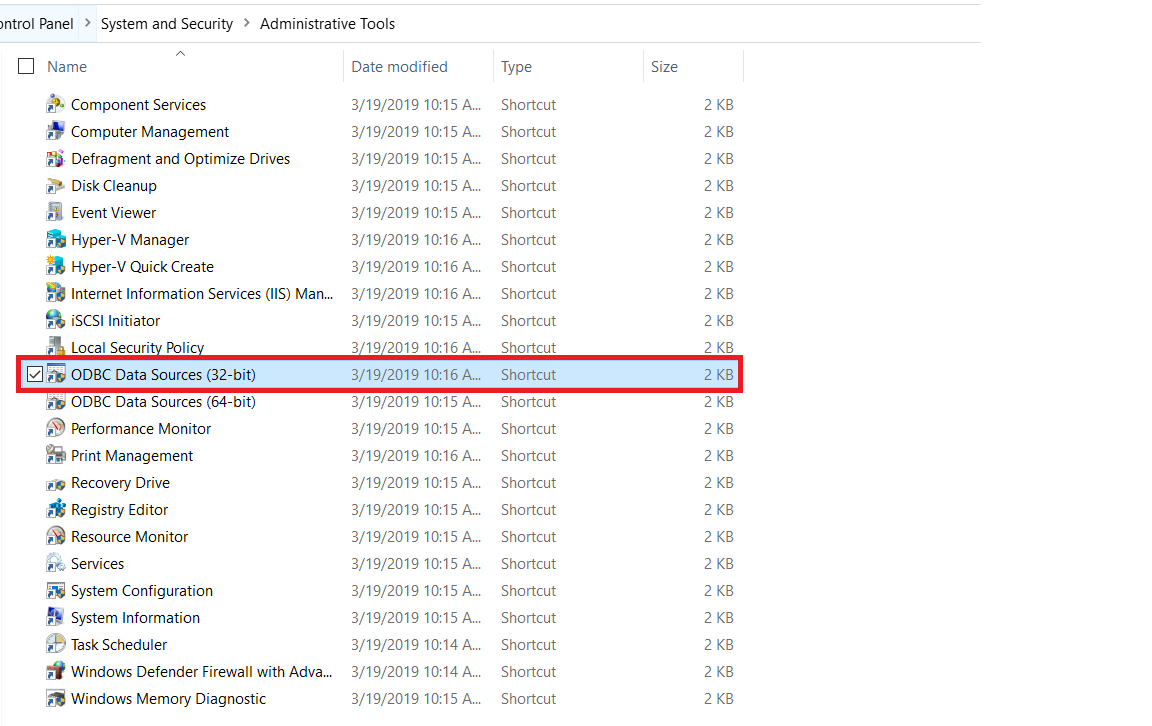 ontrol Panel > System and Security > Administrative Tools
Name Date modified Type Size
Component Services 3/19/2019 10:15 A... Shortcut 2 KB
Computer Management 3/19/2019 10:15 A... Shortcut 2 KB
Defragment and Optimize Drives 3/19/2019 10:15 A... Shortcut 2 KB
Disk Cleanup 3/19/2019 10:15 A... Shortcut 2 KB
Event Viewer 3/19/2019 10:15 A... Shortcut 2 KB
Hyper-V Manager 3/19/2019 10:16 A... Shortcut 2 KB
Hyper-V Quick Create 3/19/2019 10:16 A... Shortcut 2 KB
Internet Information Services (IIS) Man... 3/19/2019 10:16 A... Shortcut 2 KB
iSCSI Initiator 3/19/2019 10:15 A... Shortcut 2 KB
Local Security Policy 3/19/2019 10:16 A... Shortcut 2 KB
ODBC Data Sources (32-bit) 3/19/2019 10:16 A... Shortcut 2 KB
ODBC Data Sources (64-bit) 3/19/2019 10:15 A... Shortcut 2 KB
Performance Monitor 3/19/2019 10:15 A... Shortcut 2 KB
Print Management 3/19/2019 10:16 A... Shortcut 2 KB
Recovery Drive 3/19/2019 10:15 A... Shortcut 2 KB
Registry Editor 3/19/2019 10:15 A... Shortcut 2 KB
Resource Monitor 3/19/2019 10:15 A... Shortcut 2 KB
Services 3/19/2019 10:15 A... Shortcut 2 KB
System Configuration 3/19/2019 10:15 A... Shortcut 2 KB
System Information 3/19/2019 10:15 A... Shortcut 2 KB
Task Scheduler 3/19/2019 10:14 A... Shortcut 2 KB
Windows Defender Firewall with Adva... 3/19/2019 10:14 A... Shortcut 2 KB
Windows Memory Diagnostic 3/19/2019 10:15 A... Shortcut 2 KB